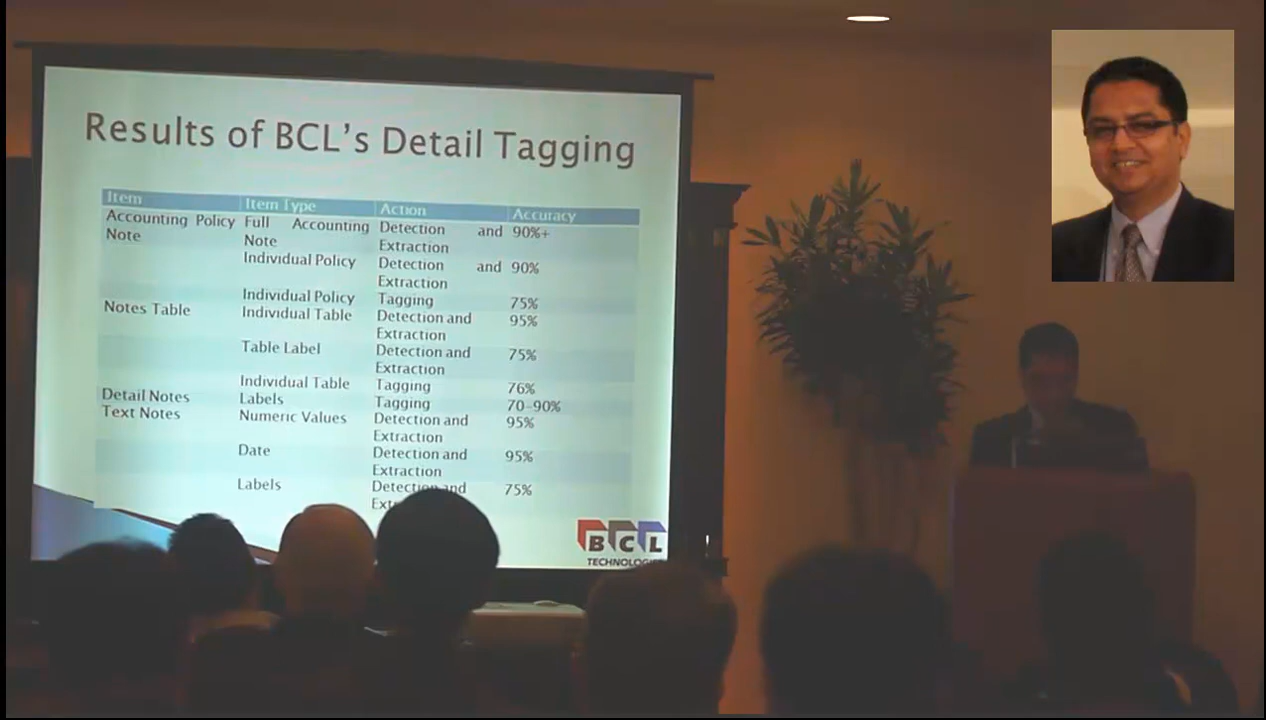 Results of BCL's Detail Tagging
Item Item Type Action Accuracy
Accounting Policy Full Accounting Detection and 90%+
Note Note Extraction
Individual Policy Detection and 90%
Extraction
Individual Policy Tagging 75%
Notes Table Individual Table Detection and 95%
Extraction
Table Label Detection and 75%
Extraction
Individual Table Tagging 76%
Detail Notes Labels Tagging 70-90%
Text Notes Numeric Values Detection and 95%
Extraction
Date Detection and 95%
Extraction
Labels Detection and 75%
BCL